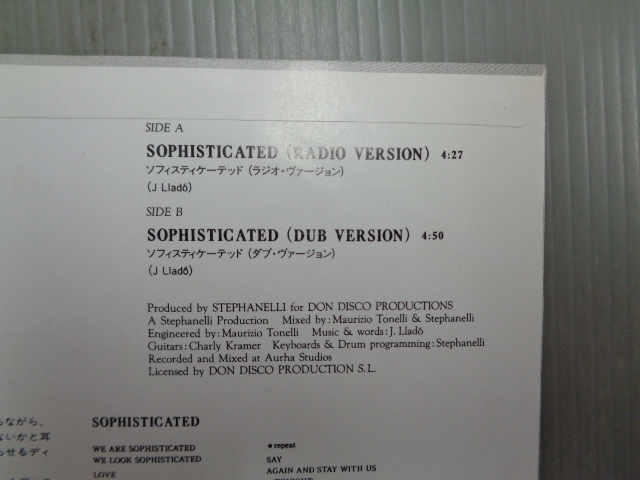 SIDE A
SOPHISTICATED (RADIO VERSION) 4:27
ソフィスティケーテッド (ラジオ・ヴァージョン)
(J Lladő)
SIDE B
SOPHISTICATED (DUB VERSION) 4:50
ソフィスティケーテッド (ダブ・ヴァージョン)
(J Lladő)
Produced by STEPHANELLI for DON DISCO PRODUCTIONS
A Stephanelli Production Mixed by: Maurizio Tonelli & Stephanelli
Engineered by: Maurizio Tonelli Music & words: J. Lladő
Guitars: Charly Kramer Keyboards & Drum programming: Stephanelli
Recorded and Mixed at Aurha Studios
Licensed by DON DISCO PRODUCTION S.L.
ながら、
ないかと耳
らせるディ
SOPHISTICATED
WE ARE SOPHISTICATED
WE LOOK SOPHISTICATED
LOVE
● repeat
SAY
AGAIN AND STAY WITH US
TONIGHT